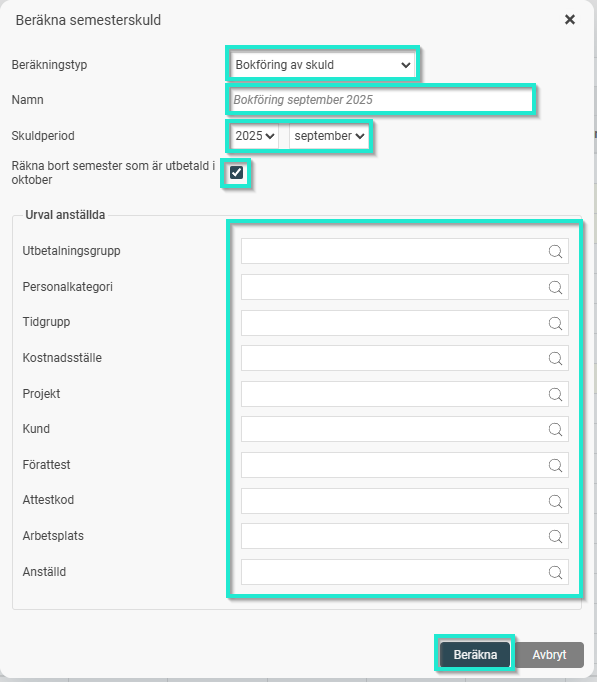 Beräkna semesterskuld
Beräkningstyp Bokföring av skuld
Namn Bokföring september 2025
Skuldperiod 2025 september
Räkna bort semester som är utbetald i
oktober
Urval anställda
Utbetalningsgrupp
Personalkategori
Tidgrupp
Kostnadsställe
Projekt
Kund
Förattest
Attestkod
Arbetsplats
Anställd
Beräkna Avbryt